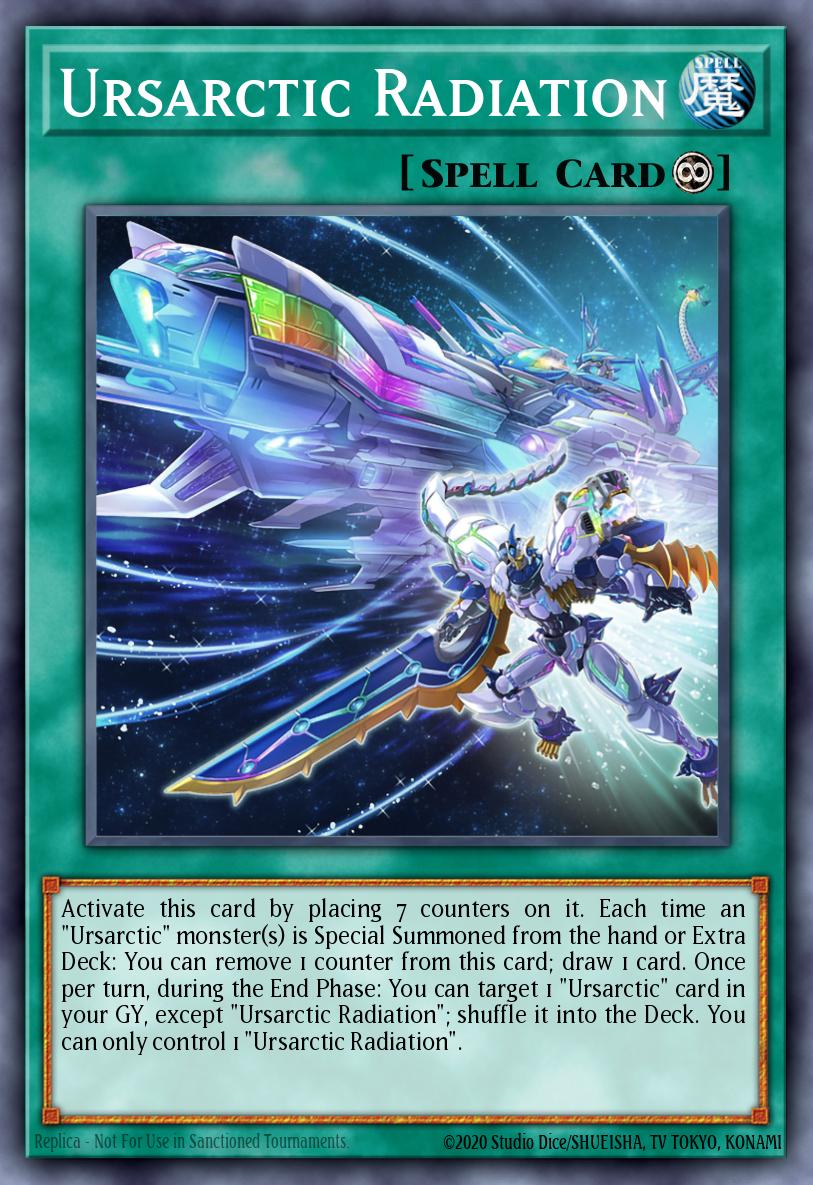 Ursarctic Radiation
SPELL
魔
[Spell Card]
Activate this card by placing 7 counters on it. Each time an
"Ursarctic" monster(s) is Special Summoned from the hand or Extra
Deck: You can remove 1 counter from this card; draw 1 card. Once
per turn, during the End Phase: You can target 1 "Ursarctic" card in
your GY, except "Ursarctic Radiation"; shuffle it into the Deck. You
can only control 1 "Ursarctic Radiation".
Replica - Not For Use in Sanctioned Tournaments.
©2020 Studio Dice/SHUEISHA, TV TOKYO, KONAMI